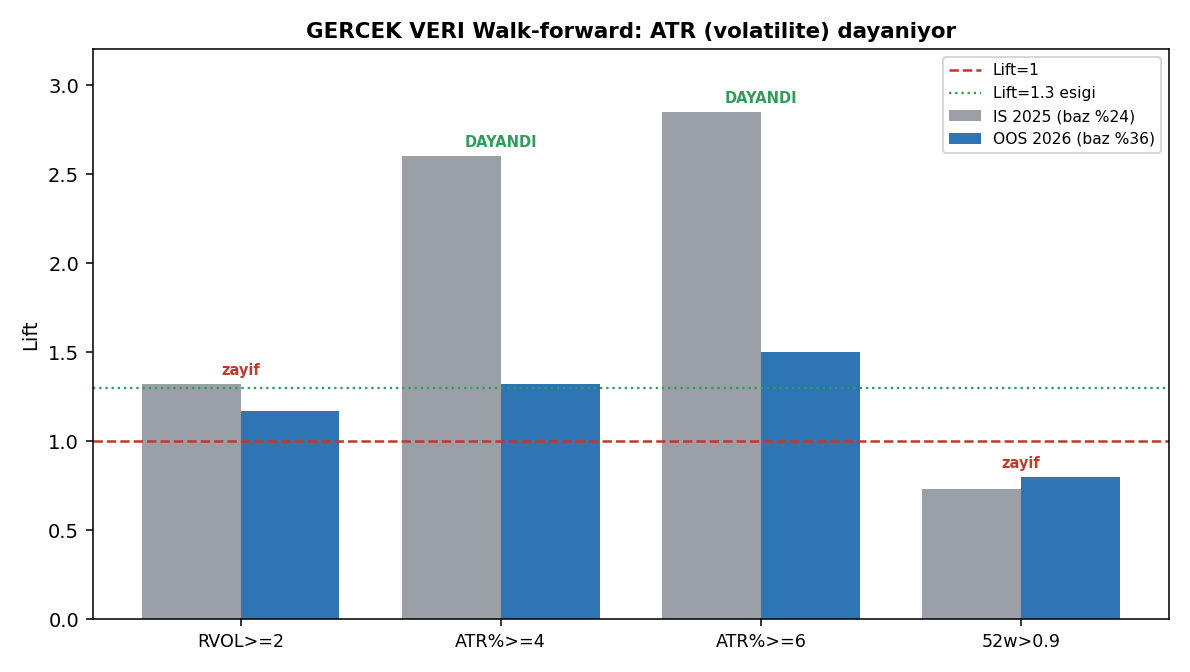 GERCEK VERI Walk-forward: ATR (volatilite) dayaniyor
Lift=1
Lift=1.3 esigi
IS 2025 (baz %24)
OOS 2026 (baz %36)
DAYANDI
DAYANDI
zayif
zayif
Lift
3.0
2.5
2.0
1.5
1.0
0.5
0.0
RVOL>=2
ATR%>=4
ATR%>=6
52w>0.9